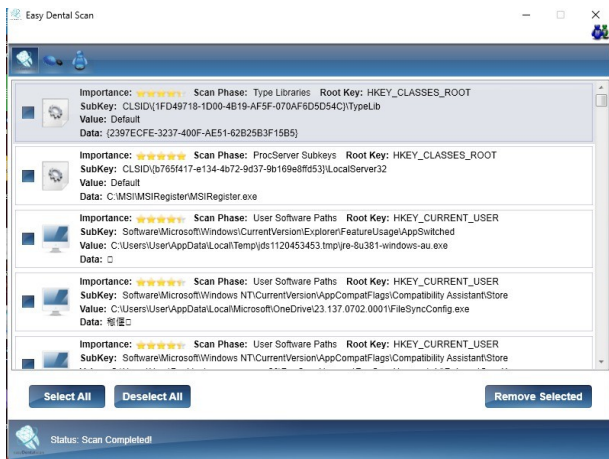 Easy Dental Scan
Importance: Scan Phase: Type Libraries Root Key: HKEY_CLASSES_ROOT
SubKey: CLSID\{1FD49718-1D00-4B19-AF5F-070AF6D5D54C}\TypeLib
Value: Default
Data: {2397ECFE-3237-400F-AE51-62B25B3F15B5}
Importance: Scan Phase: ProcServer Subkeys Root Key: HKEY_CLASSES_ROOT
SubKey: CLSID\{b765f417-e134-4b72-9d37-9b169e8ffd53}\LocalServer32
Value: Default
Data: C:\MSI\MSIRegister\MSIRegister.exe
Importance: Scan Phase: User Software Paths Root Key: HKEY_CURRENT_USER
SubKey: Software\Microsoft\Windows\CurrentVersion\Explorer\FeatureUsage\AppSwitched
Value: C:\Users\User\AppData\Local\Temp\jds1120453453.tmp\jre-8u381-windows-au.exe
Data:
Importance: Scan Phase: User Software Paths Root Key: HKEY_CURRENT_USER
SubKey: Software\Microsoft\Windows NT\CurrentVersion\AppCompatFlags\Compatibility Assistant\Store
Value: C:\Users\User\AppData\Local\Microsoft\OneDrive\23.137.0702.0001\FileSyncConfig.exe
Data:
Importance: Scan Phase: User Software Paths Root Key: HKEY_CURRENT_USER
SubKey: Software\Microsoft\Windows NT\CurrentVersion\AppCompatFlags\Compatibility Assistant\Store
Select All
Deselect All
Remove Selected
Status: Scan Completed!